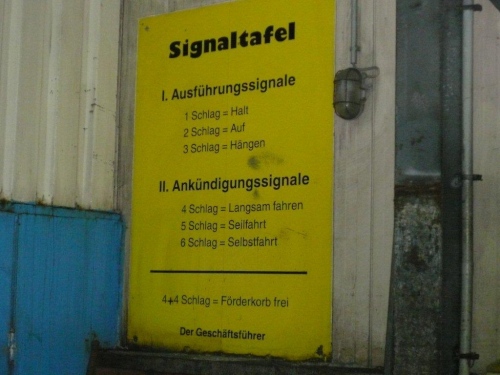 Signaltafel
I. Ausführungssignale
1 Schlag = Halt
2 Schlag = Auf
3 Schlag = Hängen
II. Ankündigungssignale
4 Schlag = Langsam fahren
5 Schlag = Seilfahrt
6 Schlag = Selbstfahrt
4+4 Schlag = Förderkorb frei
Der Geschäftsführer